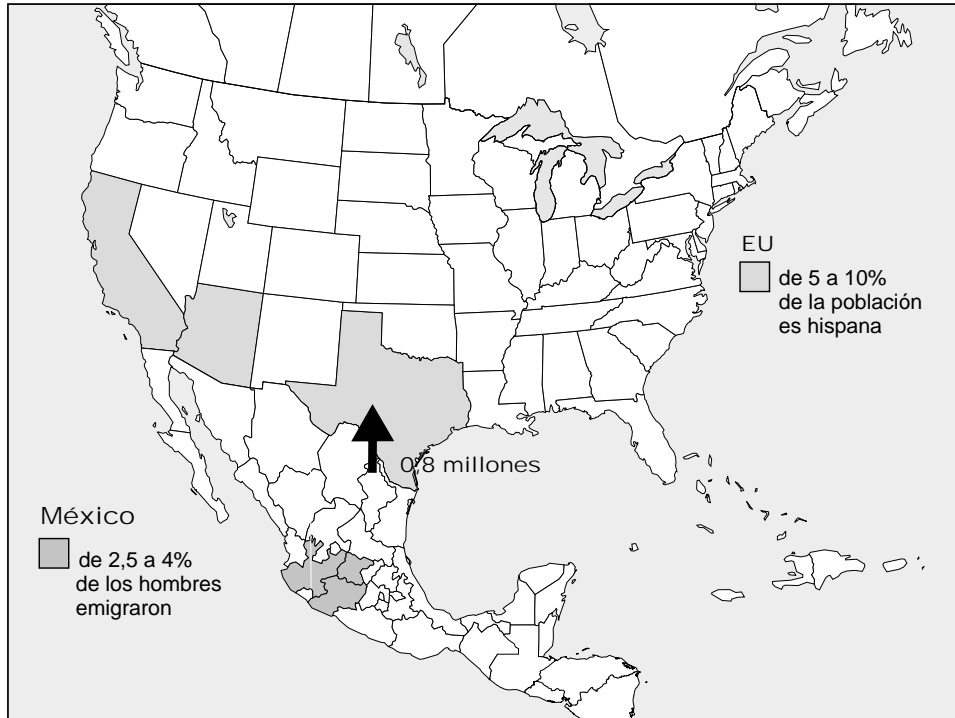 EU
de 5 a 10%
de la población
es hispana
0,8 millones
México
de 2,5 a 4%
de los hombres
emigraron